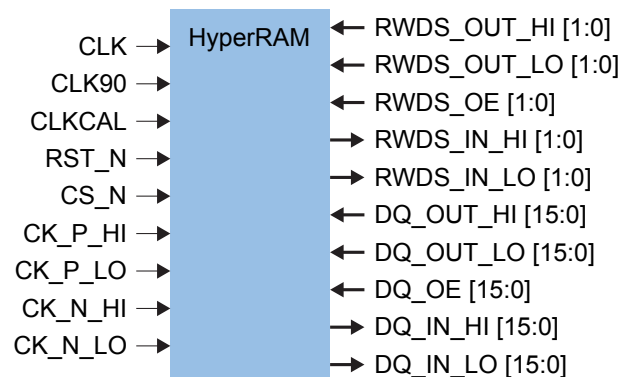 HyperRAM
CLK
CLK90
CLKCAL
RST_N
CS_N
CK_P_HI
CK_P_LO
CK_N_HI
CK_N_LO
RWDS_OUT_HI [1:0]
RWDS_OUT_LO [1:0]
RWDS_OE [1:0]
RWDS_IN_HI [1:0]
RWDS_IN_LO [1:0]
DQ_OUT_HI [15:0]
DQ_OUT_LO [15:0]
DQ_OE [15:0]
DQ_IN_HI [15:0]
DQ_IN_LO [15:0]